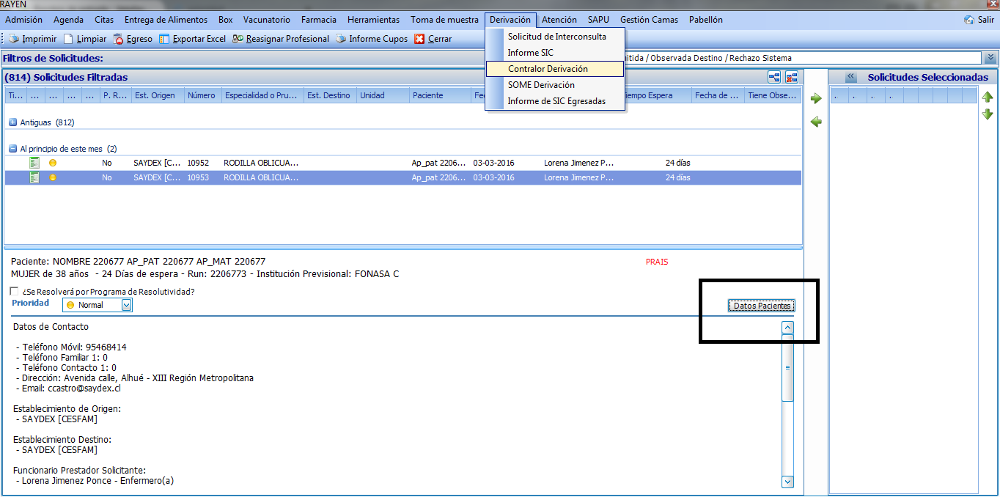 RAYEN
Admisión Agenda Citas Entrega de Alimentos Box Vacunatorio Farmacia Herramientas Toma de muestra Derivación Atención SAPU Gestión Camas Pabellón Salir
Imprimir Limpiar Egreso Exportar Excel Reasignar Profesional Informe Cupos Cerrar
Solicitud de Interconsulta
Informe SIC
Contralor Derivación
SOME Derivación
Informe de SIC Egresadas
Filtros de Solicitudes: itida / Observada Destino / Rechazo Sistema
(814) Solicitudes Filtradas
Solicitudes Seleccionadas
Ti... ... ... ... ... P. R... Est. Origen Número Especialidad o Pru... Est. Destino Unidad Paciente Fec iempo Espera Fecha de ... Tiene Obse...
Antiguas (812)
Al principio de este mes (2)
No SAYDEX [C... 10952 RODILLA OBLICUA... Ap_pat 2206... 03-03-2016 Lorena Jimenez P... 24 días
No SAYDEX [C... 10953 RODILLA OBLICUA... Ap_pat 2206... 03-03-2016 Lorena Jimenez P... 24 días
Paciente: NOMBRE 220677 AP_PAT 220677 AP_MAT 220677 PRAIS
MUJER de 38 años - 24 Días de espera - Run: 2206773 - Institución Previsional: FONASA C
¿Se Resolverá por Programa de Resolutividad?
Prioridad Normal Datos Pacientes
Datos de Contacto
- Teléfono Móvil: 95468414
- Teléfono Familiar 1: 0
- Teléfono Contacto 1: 0
- Dirección: Avenida calle, Alhué - XIII Región Metropolitana
- Email: ccastro@saydex.cl
Establecimiento de Origen:
- SAYDEX [CESFAM]
Establecimiento Destino:
- SAYDEX [CESFAM]
Funcionario Prestador Solicitante:
- Lorena Jimenez Ponce - Enfermero(a)